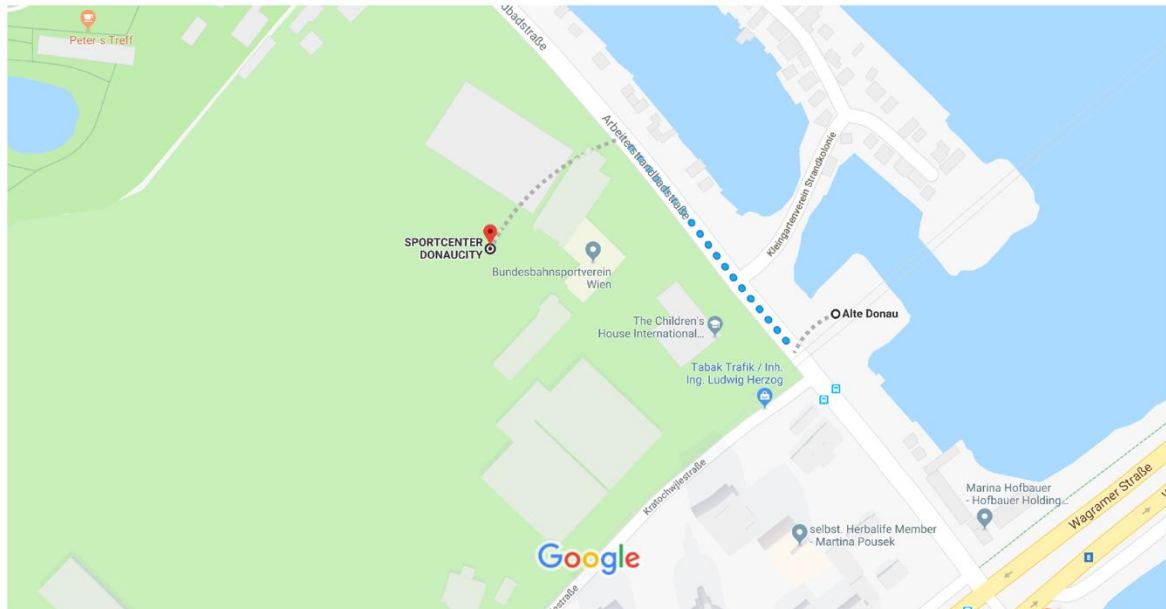 Peter s Treff
Arbeiterstrandbadstraße
Kleingartenverein Strandkolonie
SPORTCENTER
DONAUCITY
Bundesbahnsportverein
Wien
The Children's
House International...
Alte Donau
Tabak Trafik / Inh.
Ing. Ludwig Herzog
Kratochwjlestraße
Marina Hofbauer
- Hofbauer Holding...
Wagramer Straße
selbst. Herbalife Member
- Martina Pousek
Google